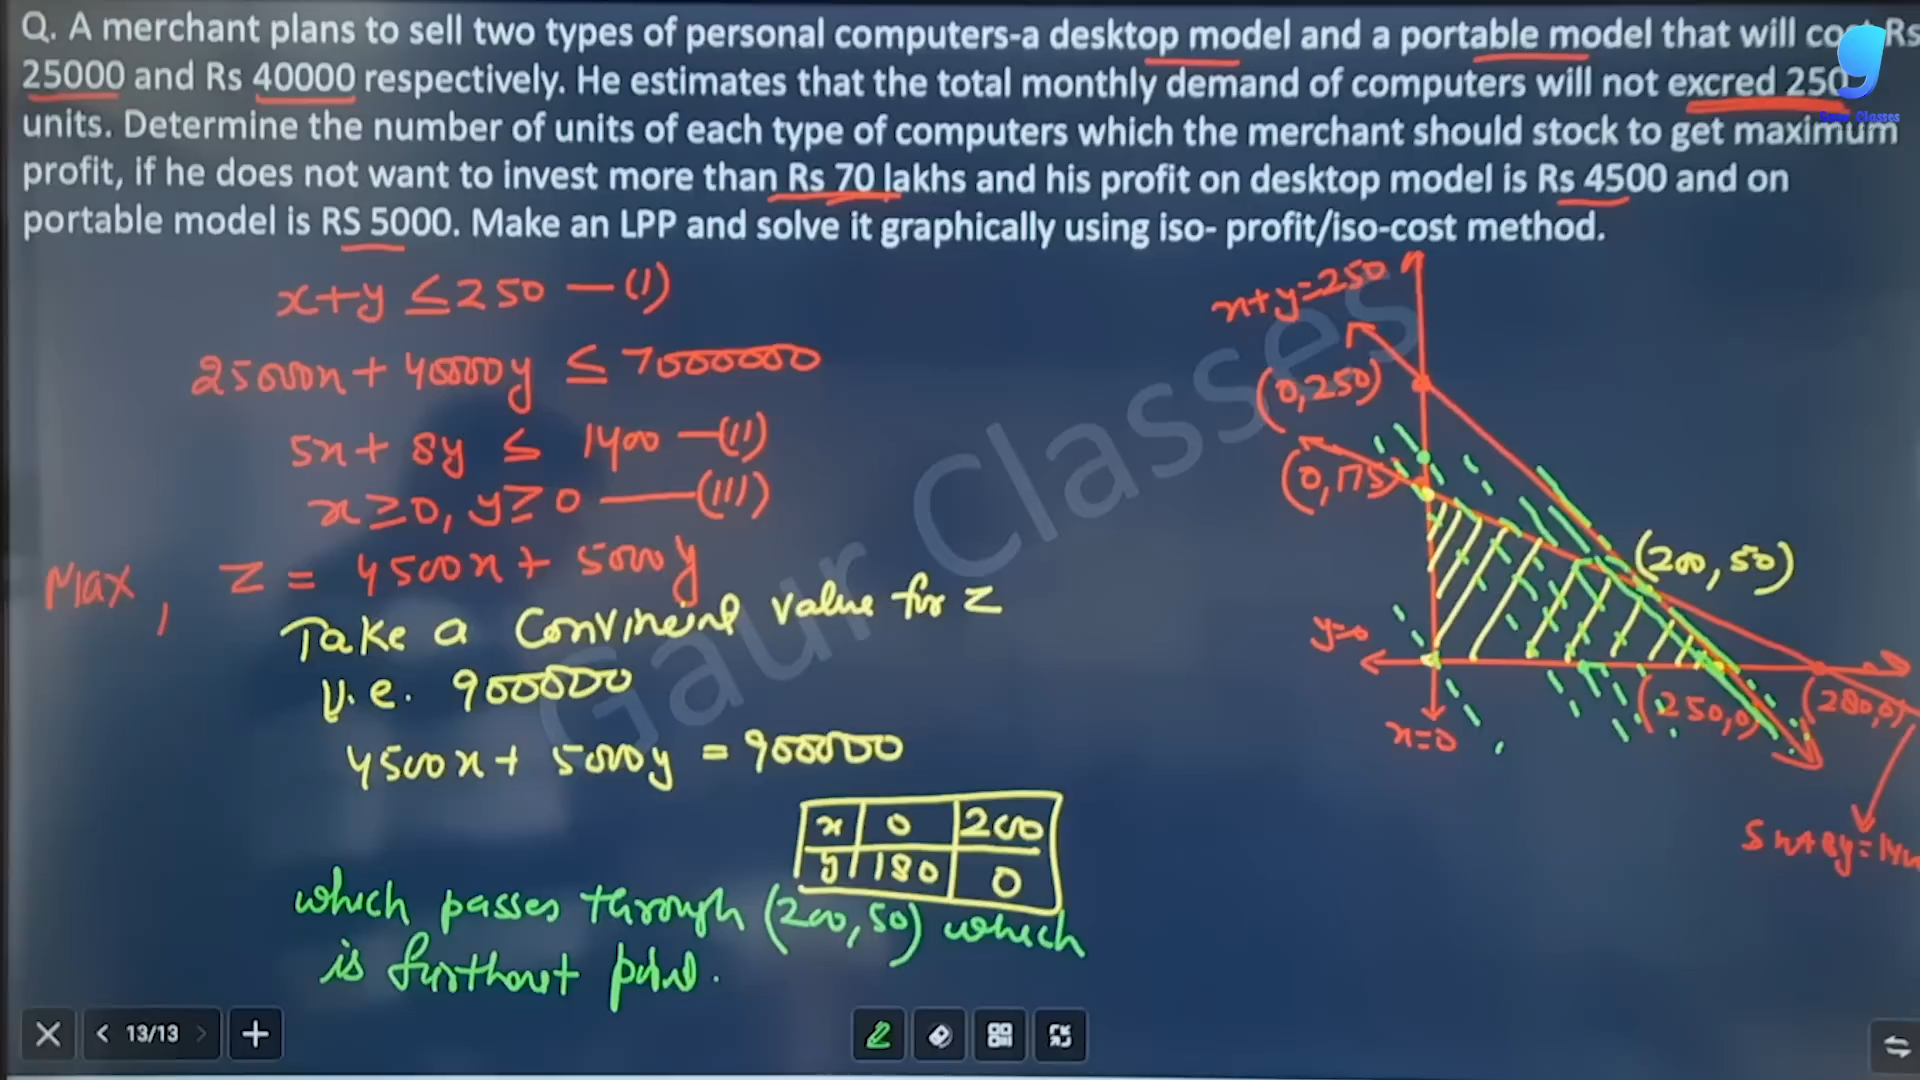 Q. A merchant plans to sell two types of personal computers-a desktop model and a portable model that will Rs
25000 and Rs 40000 respectively. He estimates that the total monthly demand of computers will not excred 250
units. Determine the number of units of each type of computers which the merchant should stock to get maximum
profit, if he does not want to invest more than Rs 70 lakhs and his profit on desktop model is Rs 4500 and on
portable model is RS 5000. Make an LPP and solve it graphically using iso- profit/iso-cost method.
Gaur Classes
x+y ≤ 250 — (I)
25000x + 40000y ≤ 7000000
5x + 8y ≤ 1400 — (II)
x ≥ 0, y ≥ 0 — (III)
Max, Z = 4500x + 5000y
Take a Convineint value for Z
i.e. 900000
4500x + 5000y = 900000
x 0 200
y 180 0
which passes through (200, 50) which
is furthest point.
x+y=250
(0,250)
(0,175)
(200, 50)
y=0
(250,0)
(280,0)
x=0
Gaur Classes
13/13